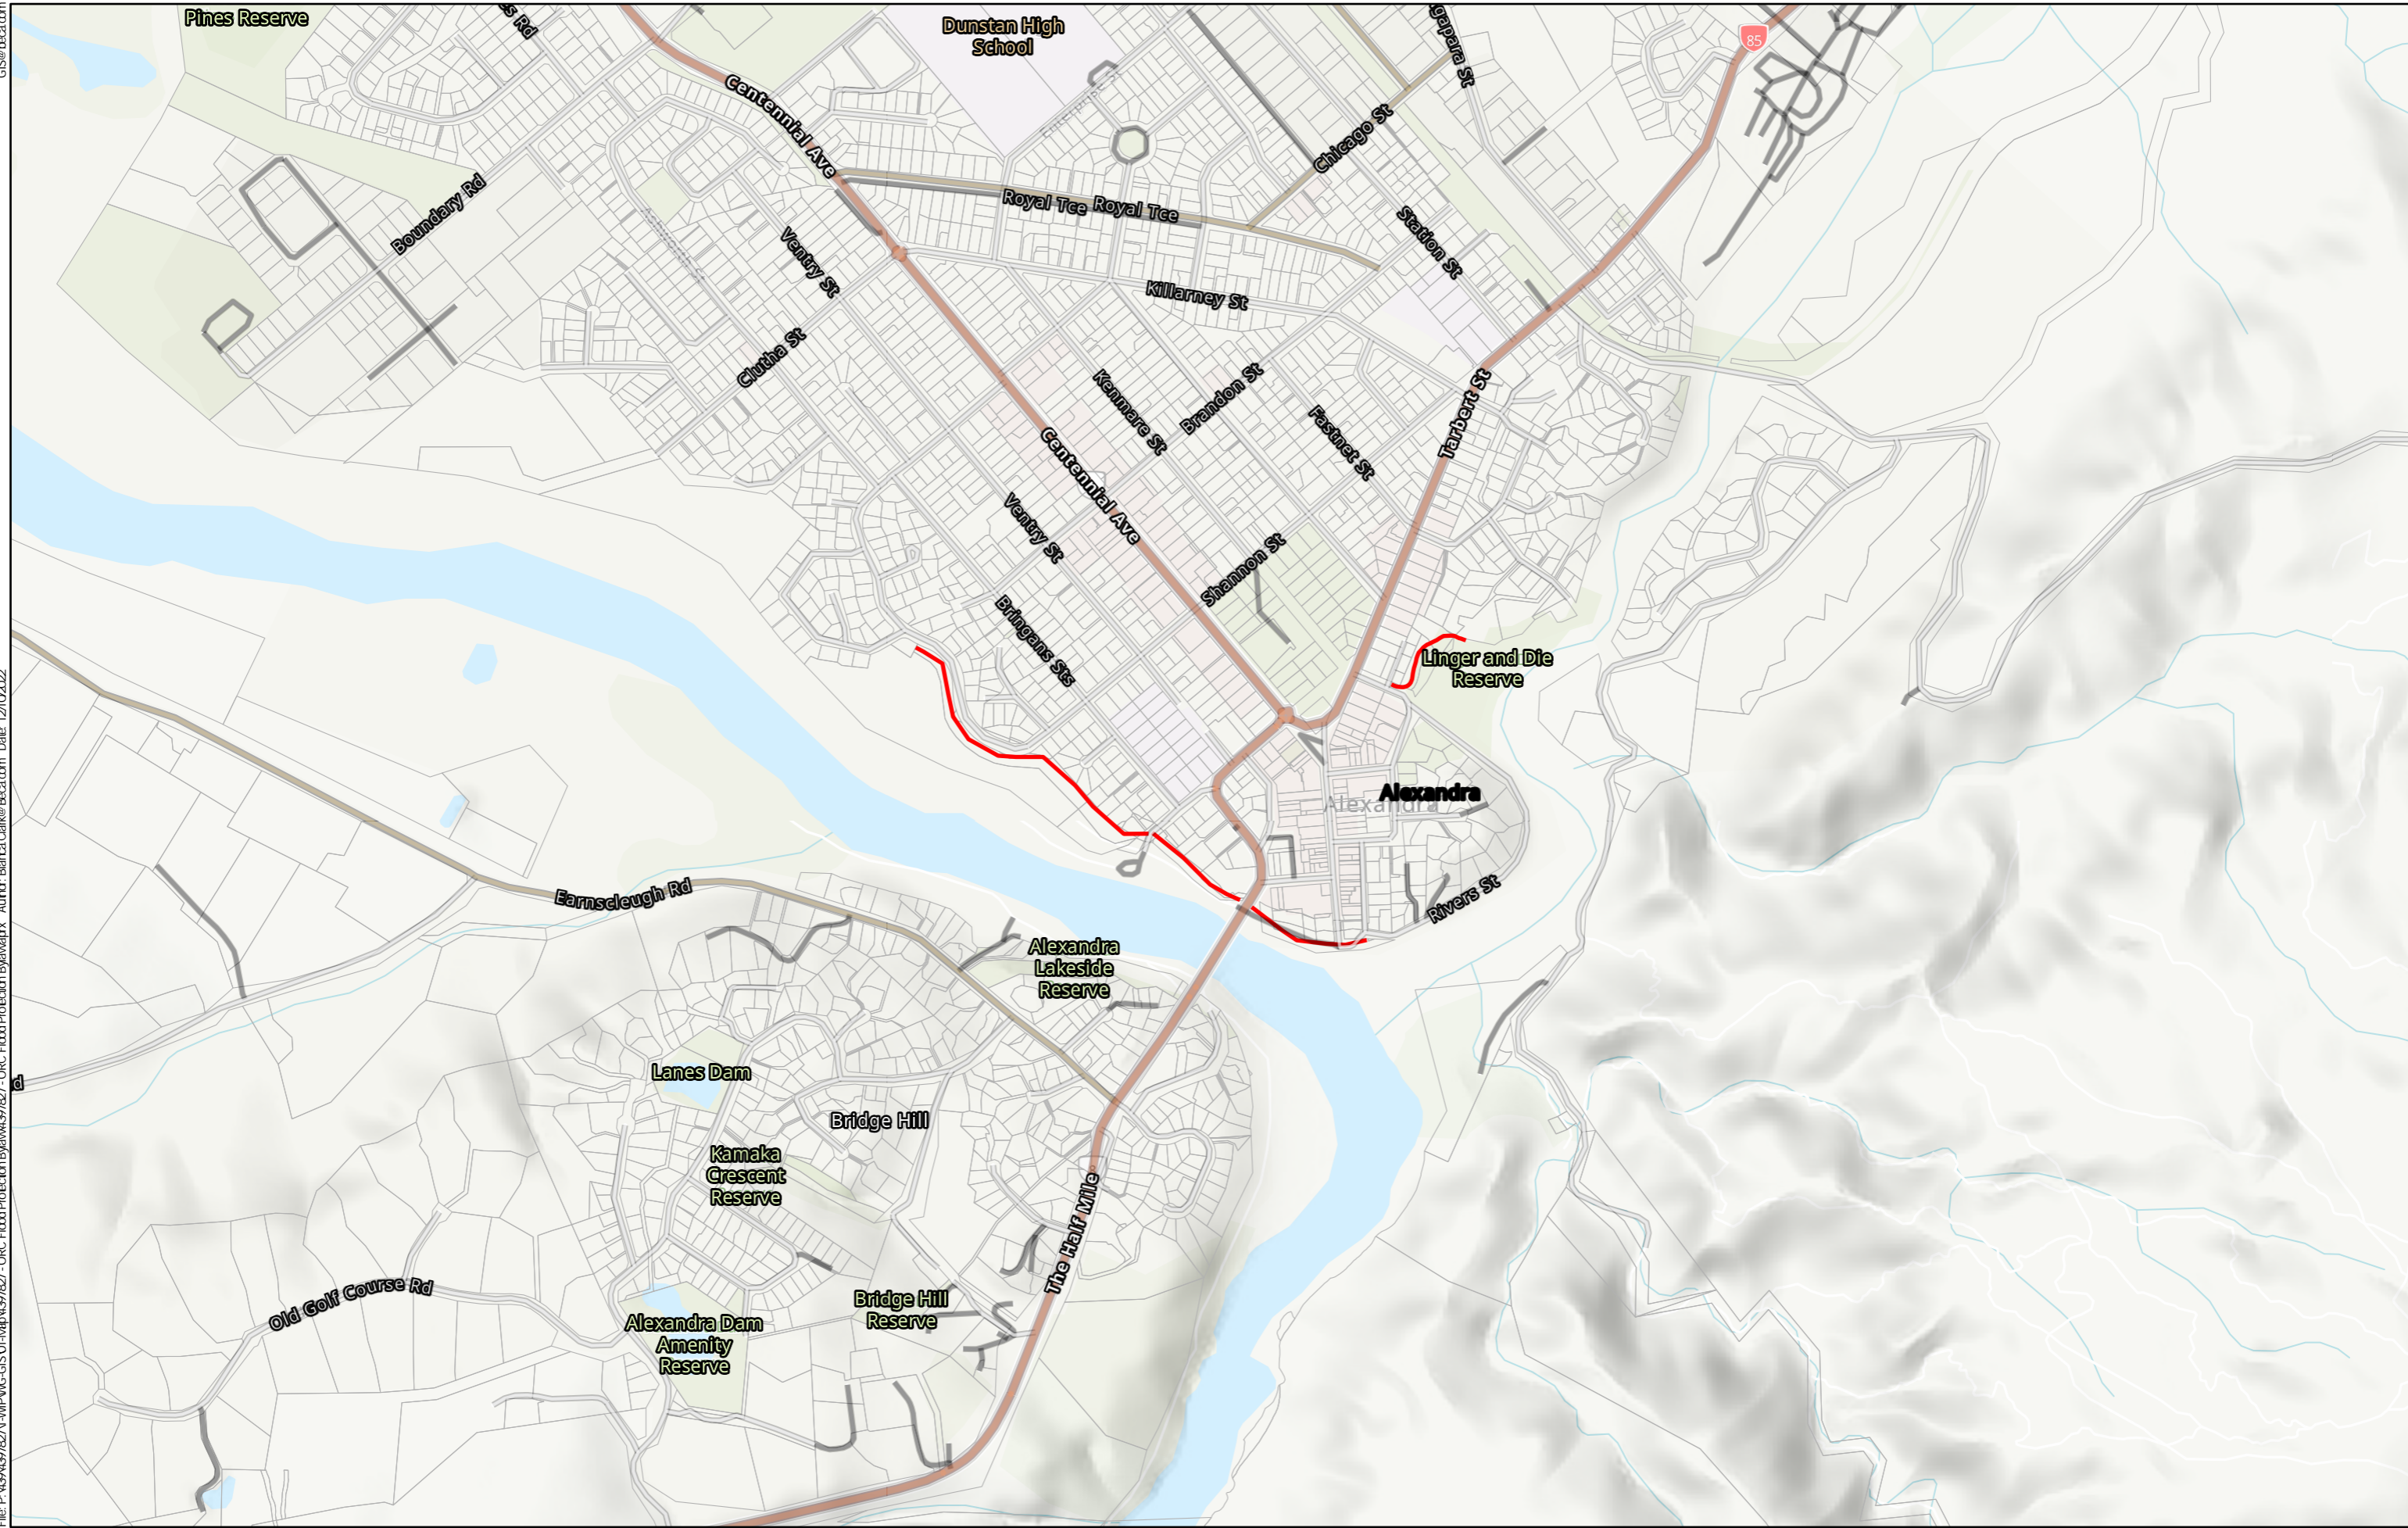 Pines Reserve
Dunstan High
School
85
Centennial Ave
Chicago St
Boundary Rd
Royal Tce
Royal Tce
Station St
Ventry St
Killarney St
Clutha St
Kenmare St
Brandon St
Fastnet St
Tarbert St
Centennial Ave
Ventry St
Shannon St
Bringans Sts
Linger and Die
Reserve
Alexandra
Alexandra
Earnscleugh Rd
Rivers St
Alexandra
Lakeside
Reserve
Lanes Dam
Bridge Hill
Kamaka
Crescent
Reserve
The Half Mile
Old Golf Course Rd
Bridge Hill
Reserve
Alexandra Dam
Amenity
Reserve